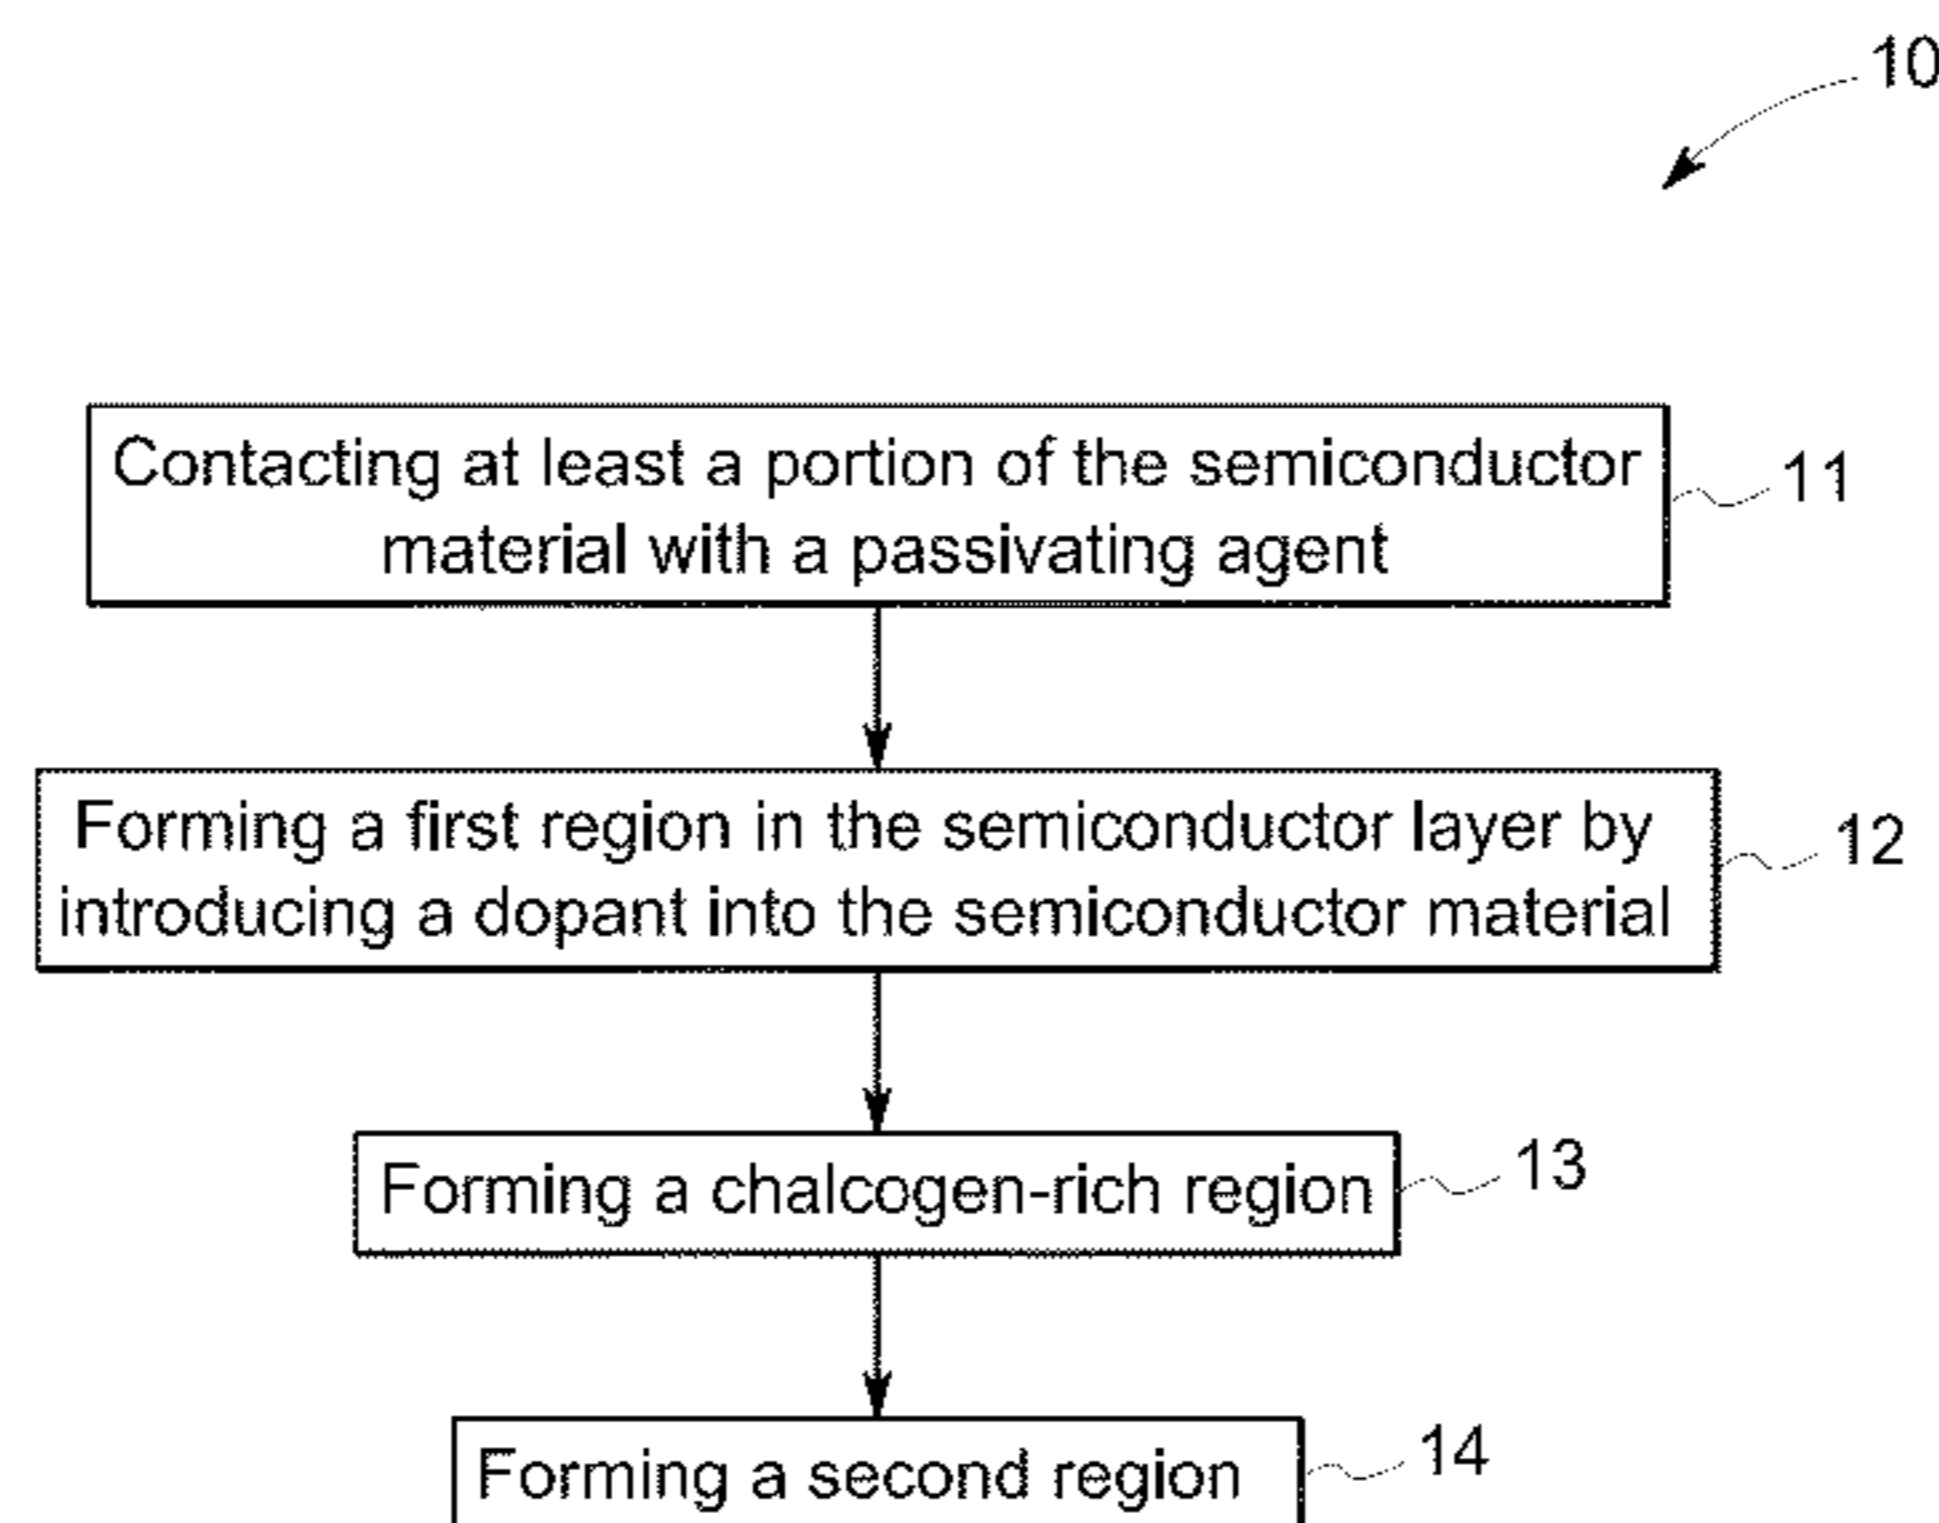 10
Contacting at least a portion of the semiconductor
material with a passivating agent
11
Forming a first region in the semiconductor layer by
introducing a dopant into the semiconductor material
12
Forming a chalcogen-rich region
13
Forming a second region
14